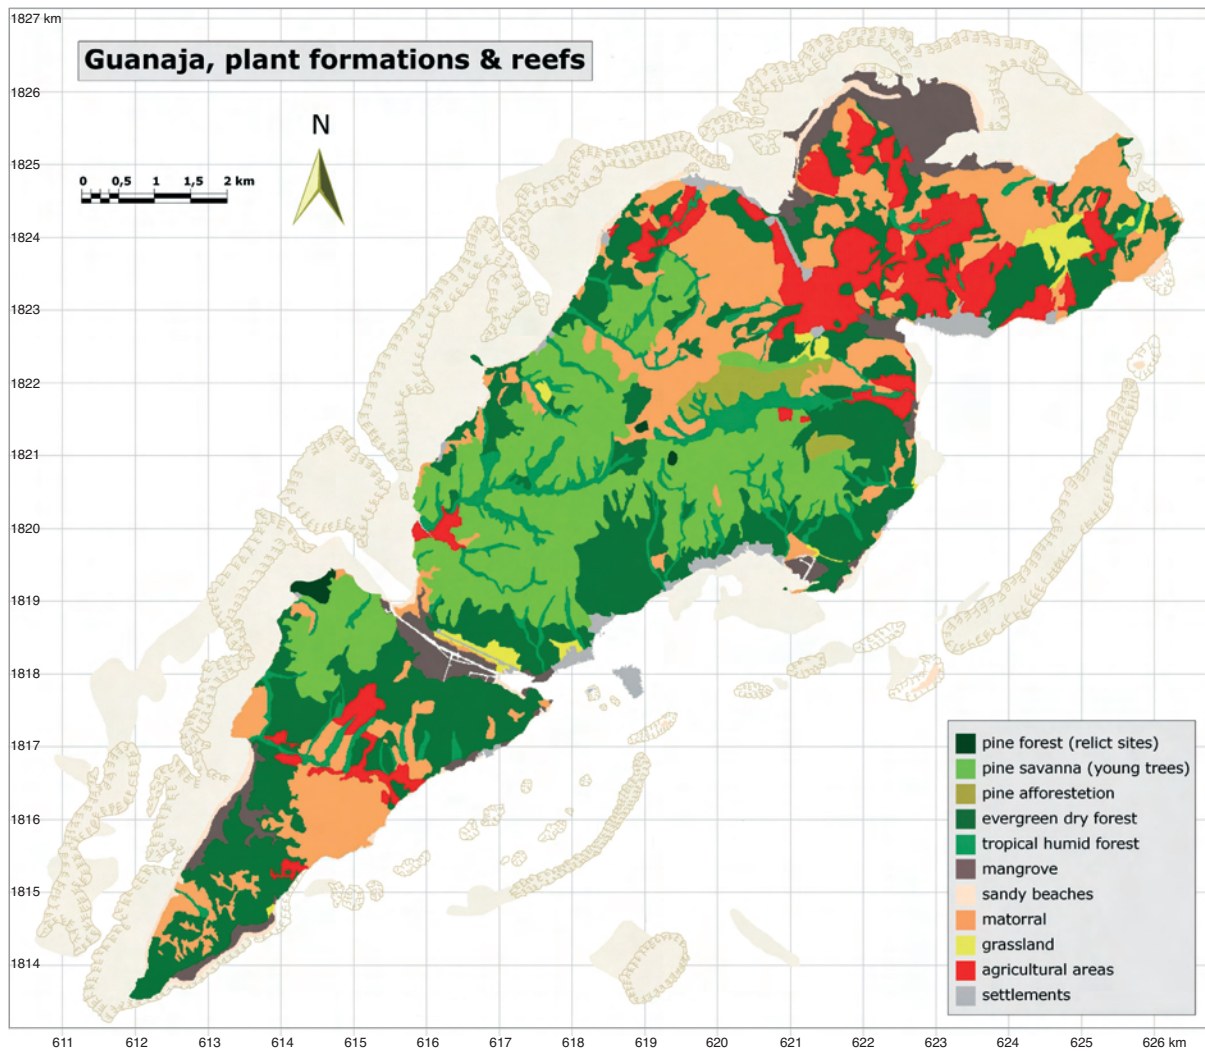 1827 km
Guanaja, plant formations & reefs
1826
N
1825
0 0,5 1 1,5 2 km
1824
1823
1822
1821
1820
1819
1818
1817
1816
1815
1814
pine forest (relict sites)
pine savanna (young trees)
pine afforestetion
evergreen dry forest
tropical humid forest
mangrove
sandy beaches
matorral
grassland
agricultural areas
settlements
611 612 613 614 615 616 617 618 619 620 621 622 623 624 625 626 km